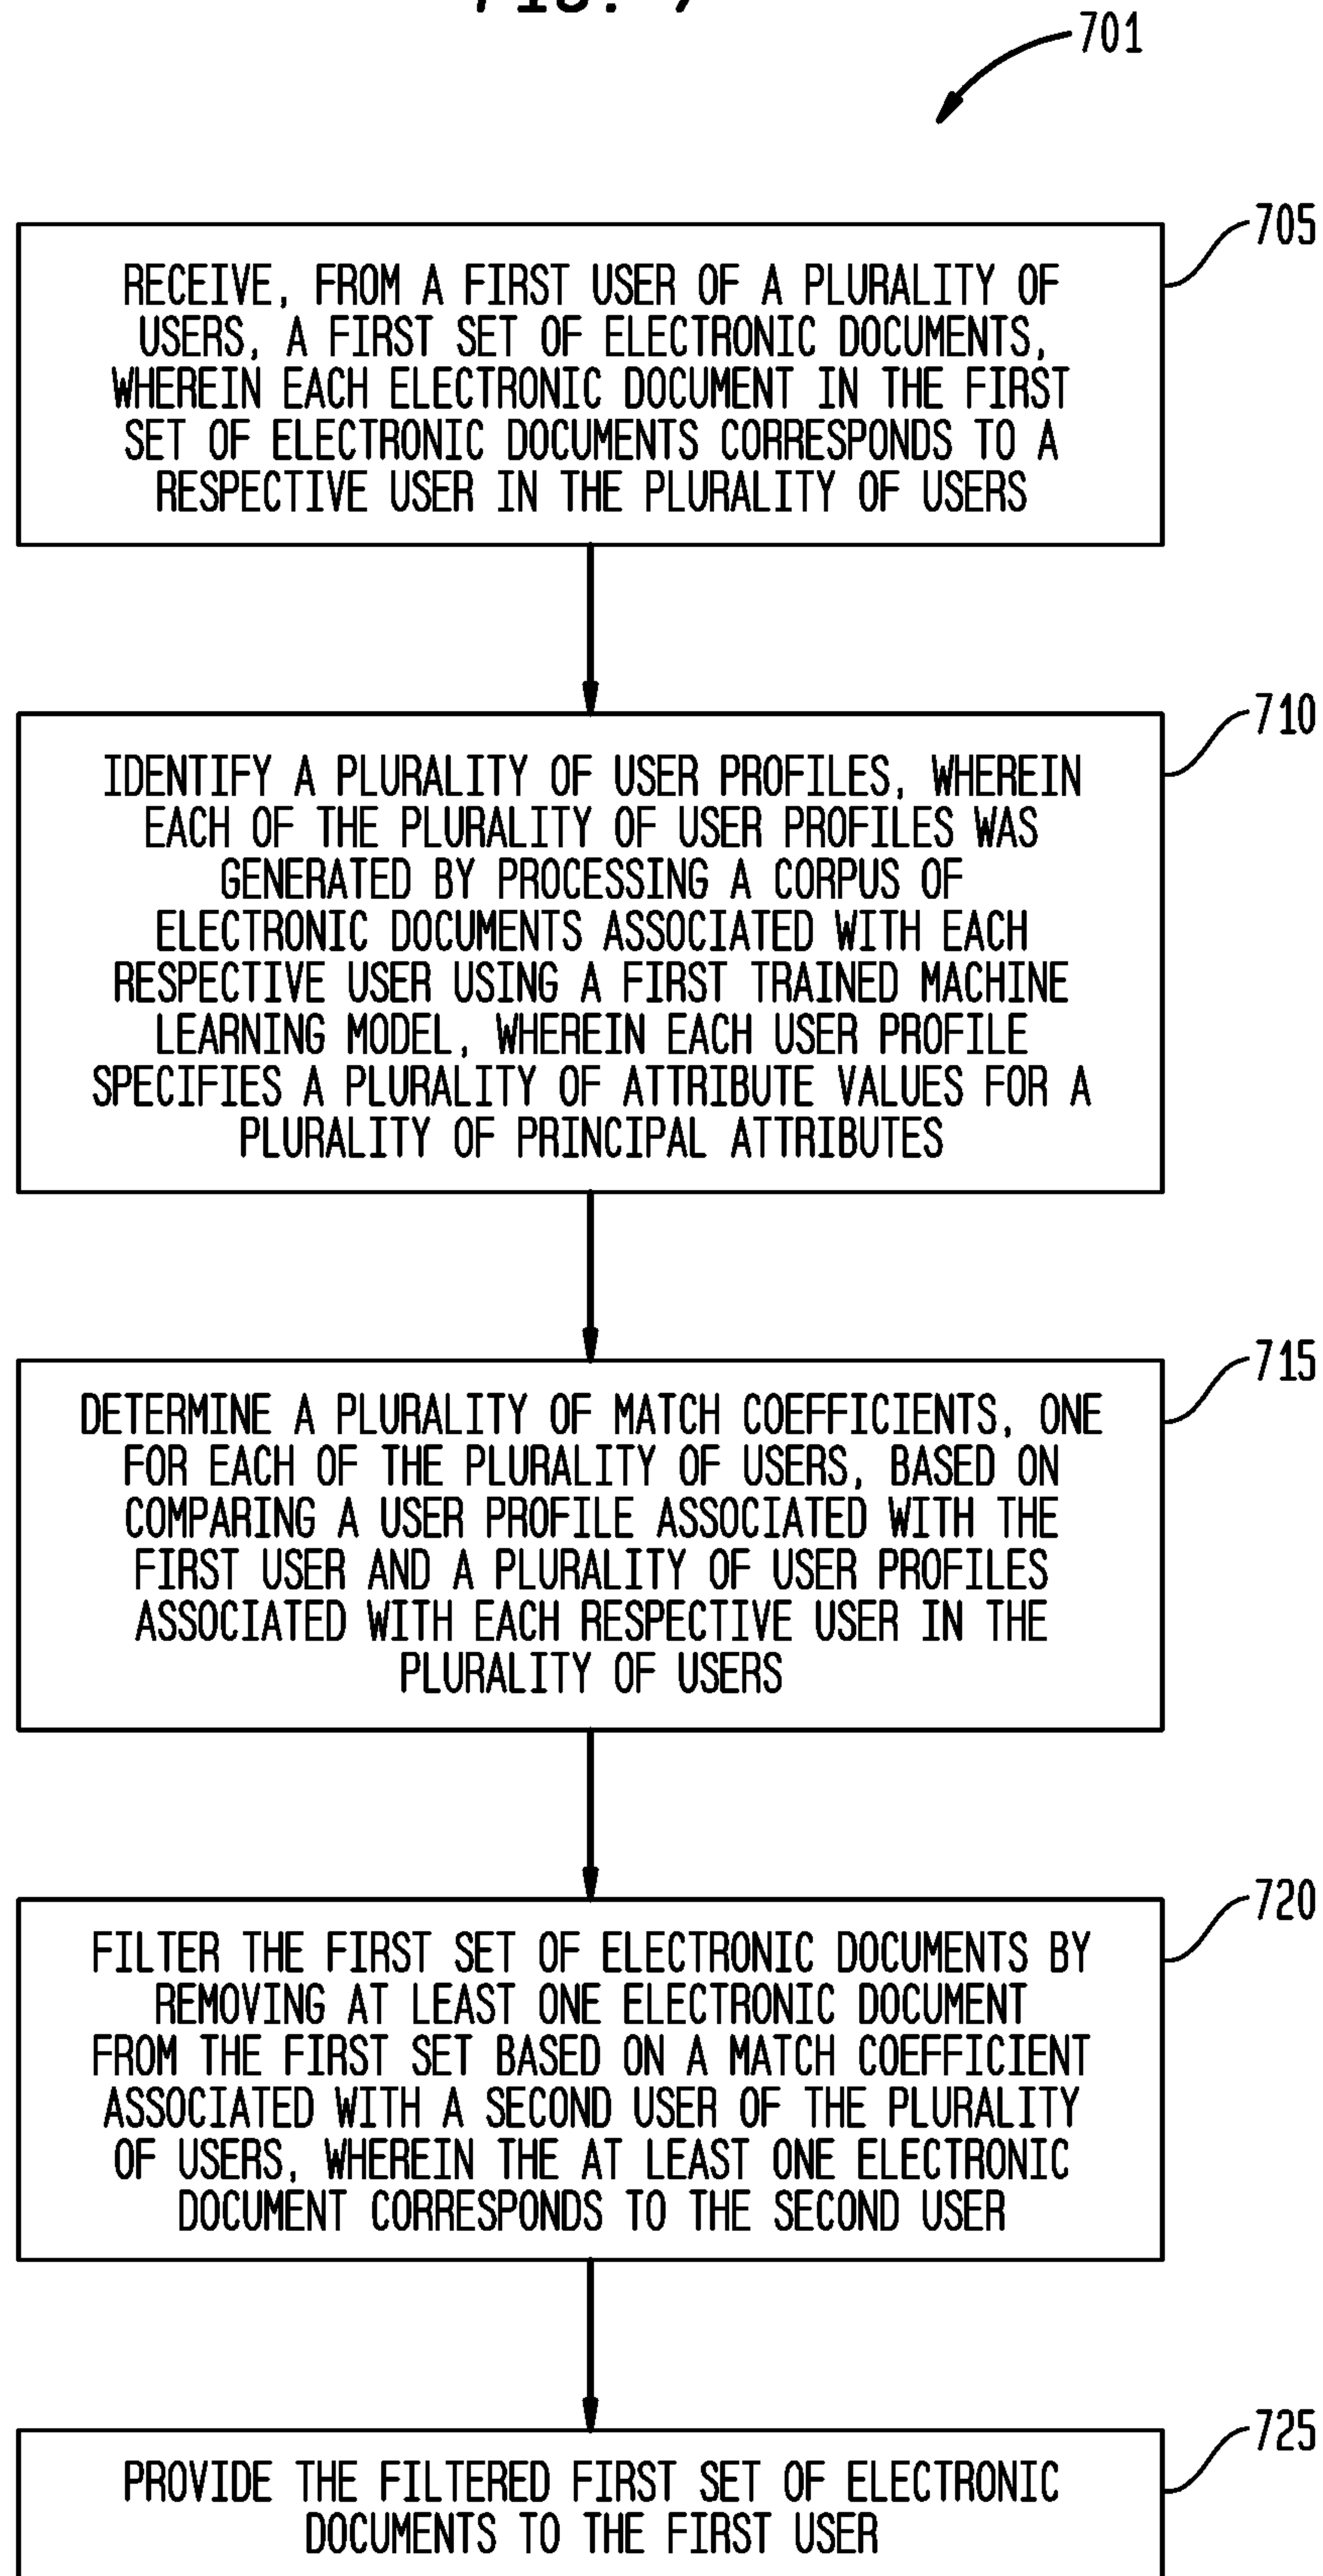 FIG. 7
701
705
RECEIVE, FROM A FIRST USER OF A PLURALITY OF
USERS, A FIRST SET OF ELECTRONIC DOCUMENTS,
WHEREIN EACH ELECTRONIC DOCUMENT IN THE FIRST
SET OF ELECTRONIC DOCUMENTS CORRESPONDS TO A
RESPECTIVE USER IN THE PLURALITY OF USERS
710
IDENTIFY A PLURALITY OF USER PROFILES, WHEREIN
EACH OF THE PLURALITY OF USER PROFILES WAS
GENERATED BY PROCESSING A CORPUS OF
ELECTRONIC DOCUMENTS ASSOCIATED WITH EACH
RESPECTIVE USER USING A FIRST TRAINED MACHINE
LEARNING MODEL, WHEREIN EACH USER PROFILE
SPECIFIES A PLURALITY OF ATTRIBUTE VALUES FOR A
PLURALITY OF PRINCIPAL ATTRIBUTES
715
DETERMINE A PLURALITY OF MATCH COEFFICIENTS, ONE
FOR EACH OF THE PLURALITY OF USERS, BASED ON
COMPARING A USER PROFILE ASSOCIATED WITH THE
FIRST USER AND A PLURALITY OF USER PROFILES
ASSOCIATED WITH EACH RESPECTIVE USER IN THE
PLURALITY OF USERS
720
FILTER THE FIRST SET OF ELECTRONIC DOCUMENTS BY
REMOVING AT LEAST ONE ELECTRONIC DOCUMENT
FROM THE FIRST SET BASED ON A MATCH COEFFICIENT
ASSOCIATED WITH A SECOND USER OF THE PLURALITY
OF USERS, WHEREIN THE AT LEAST ONE ELECTRONIC
DOCUMENT CORRESPONDS TO THE SECOND USER
725
PROVIDE THE FILTERED FIRST SET OF ELECTRONIC
DOCUMENTS TO THE FIRST USER